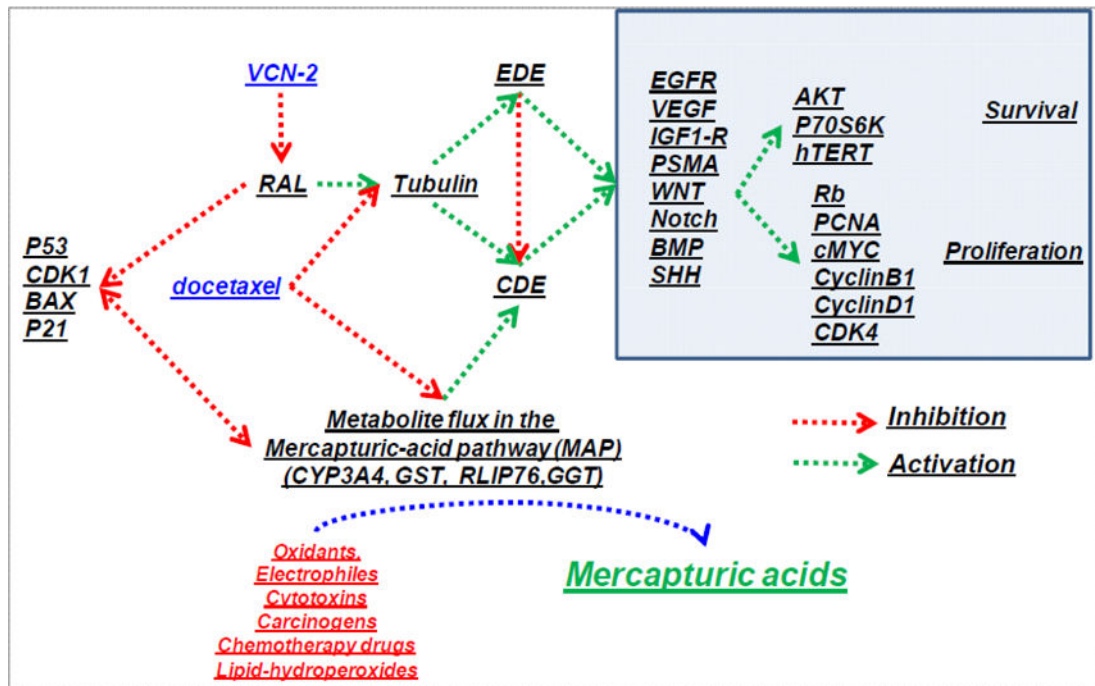 VCN-2
EDE
RAL
Tubulin
P53
CDK1
BAX
P21
docetaxel
CDE
EGFR
VEGF
IGF1-R
PSMA
WNT
Notch
BMP
SHH
AKT
P70S6K
hTERT
Survival
Rb
PCNA
cMYC
CyclinB1
CyclinD1
CDK4
Proliferation
Metabolite flux in the
Mercapturic-acid pathway (MAP)
(CYP3A4, GST, RLIP76,GGT)
Inhibition
Activation
Oxidants,
Electrophiles
Cytotoxins
Carcinogens
Chemotherapy drugs
Lipid-hydroperoxides
Mercapturic acids